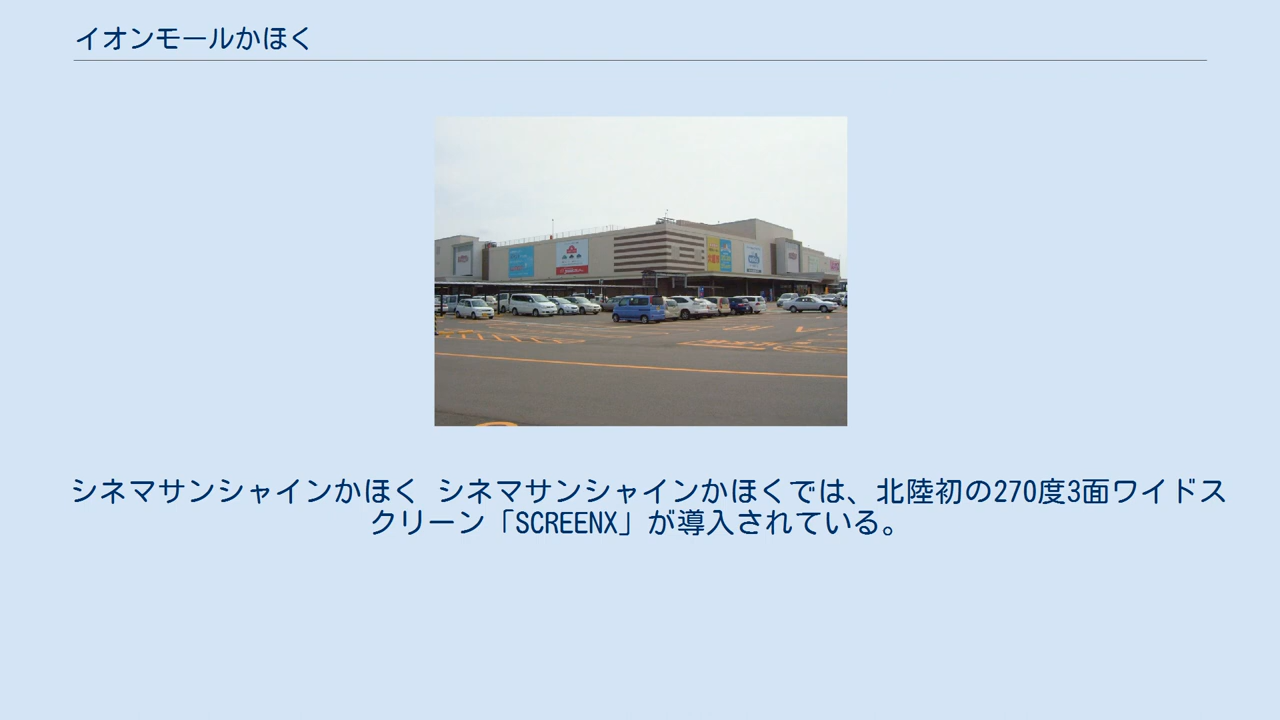 イオンモールかほく
シネマサンシャインかほく シネマサンシャインかほくでは、北陸初の270度3面ワイドス
クリーン「SCREENX」が導入されている。